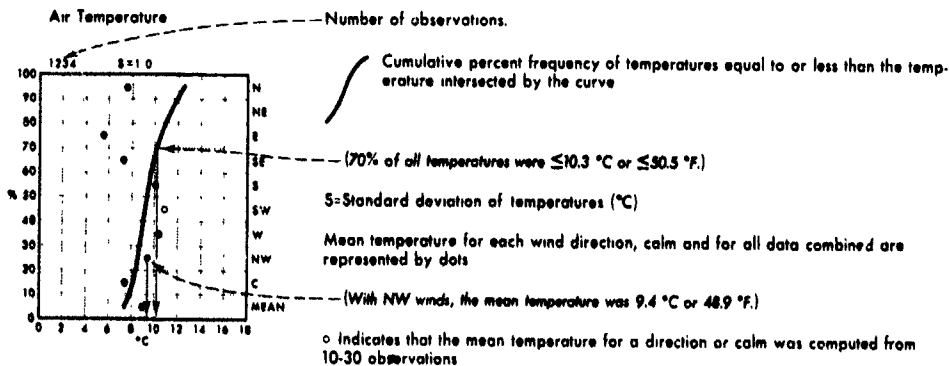 Air Temperature
Number of observations.
1234 S=1 0
Cumulative percent frequency of temperatures equal to or less than the temp-
erature intersected by the curve
100
90
80
70
60
50
40
30
20
10
0
%
N
NE
E
SE
S
SW
W
NW
C
MEAN
(70% of all temperatures were ≤10.3 °C or ≤50.5 °F.)
S=Standard deviation of temperatures (°C)
Mean temperature for each wind direction, calm and for all data combined are
represented by dots
(With NW winds, the mean temperature was 9.4 °C or 48.9 °F.)
0 2 4 6 8 10 12 14 16 18
°C
o Indicates that the mean temperature for a direction or calm was computed from
10-30 observations